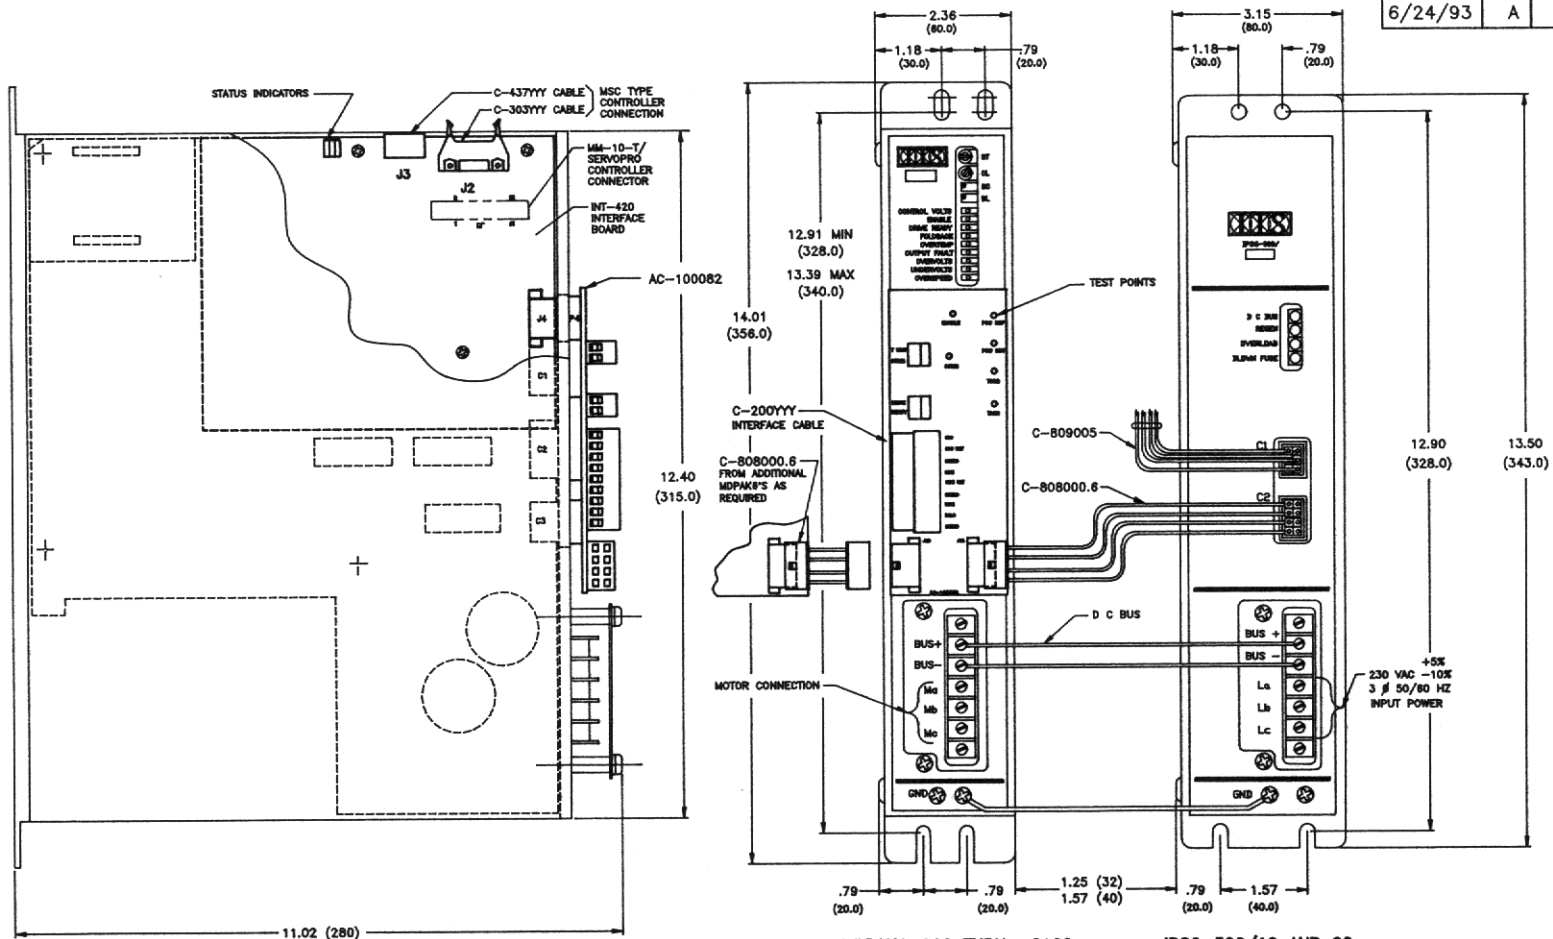 6/24/93 A
2.36
(60.0)
1.18
(30.0)
.79
(20.0)
3.15
(80.0)
1.18
(30.0)
.79
(20.0)
STATUS INDICATORS
C-437YYY CABLE
C-303YYY CABLE
MSC TYPE
CONTROLLER
CONNECTION
J3
J2
MM-10-T/
SERVOPRO
CONTROLLER
CONNECTOR
INT-420
INTERFACE
BOARD
AC-100082
J4
C1
C2
C3
12.40
(315.0)
11.02 (280)
14.01
(356.0)
12.91 MIN
(328.0)
13.39 MAX
(340.0)
CONTROL VOLTS
ENABLE
DRIVE READY
FOLDBACK
OVERTEMP
OUTPUT FAULT
OVERVOLTS
UNDERVOLTS
OVERSPEED
TEST POINTS
C-200YYY
INTERFACE CABLE
C-808000.6
FROM ADDITIONAL
MDPAK8'S AS
REQUIRED
C-809005
C-808000.6
D C BUS
REGEN
OVERLOAD
BLOWN FUSE
C1
C2
D C BUS
BUS+
BUS-
Ma
Mb
Mc
MOTOR CONNECTION
GND
BUS +
BUS -
La
Lb
Lc
GND
+5%
230 VAC -10%
3 ø 50/60 HZ
INPUT POWER
12.90
(328.0)
13.50
(343.0)
.79
(20.0)
.79
(20.0)
1.25 (32)
1.57 (40)
.79
(20.0)
1.57
(40.0)